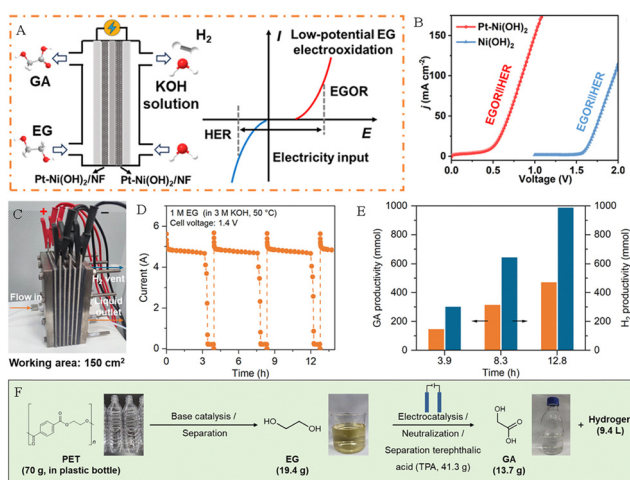 A
H₂
GA
KOH
solution
EG
Pt-Ni(OH)₂/NF
Pt-Ni(OH)₂/NF
I
Low-potential EG
electrooxidation
EGOR
HER
E
Electricity input
B
Pt-Ni(OH)₂
Ni(OH)₂
EGOR||HER
EGOR||HER
j (mA cm⁻²)
150
100
50
0
0.0
0.5
1.0
1.5
2.0
Voltage (V)
C
+
−
H₂ vent
Flow in
Liquid
outlet
Working area: 150 cm²
D
1 M EG (in 3 M KOH, 50 °C)
Cell voltage: 1.4 V
Current (A)
6
4
2
0
0
3
6
9
12
Time (h)
E
GA productivity (mmol)
1000
800
600
400
200
0
H₂ productivity (mmol)
1000
800
600
400
200
0
3.9
8.3
12.8
Time (h)
F
O
O
O
O
n
PET
(70 g, in plastic bottle)
Base catalysis /
Separation
HO
OH
EG
(19.4 g)
Electrocatalysis /
Neutralization /
Separation terephthalic
acid (TPA, 41.3 g)
OH
O
OH
GA
(13.7 g)
+
Hydrogen
(9.4 L)